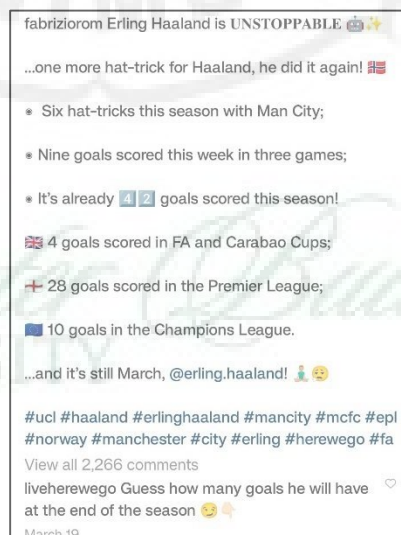 fabriziorom Erling Haaland is UNSTOPPABLE 🤖✨
...one more hat-trick for Haaland, he did it again! 🇳🇴
◉ Six hat-tricks this season with Man City;
◉ Nine goals scored this week in three games;
◉ It's already 4️⃣2️⃣ goals scored this season!
🇬🇧 4 goals scored in FA and Carabao Cups;
🏴󠁧󠁢󠁥󠁮󠁧󠁿 28 goals scored in the Premier League;
🇪🇺 10 goals in the Champions League.
...and it's still March, @erling.haaland! 🧘🏼‍♂️😮‍💨
#ucl #haaland #erlinghaaland #mancity #mcfc #epl
#norway #manchester #city #erling #herewego #fa
View all 2,266 comments
liveherewego Guess how many goals he will have
at the end of the season 😏👇🏻
March 19